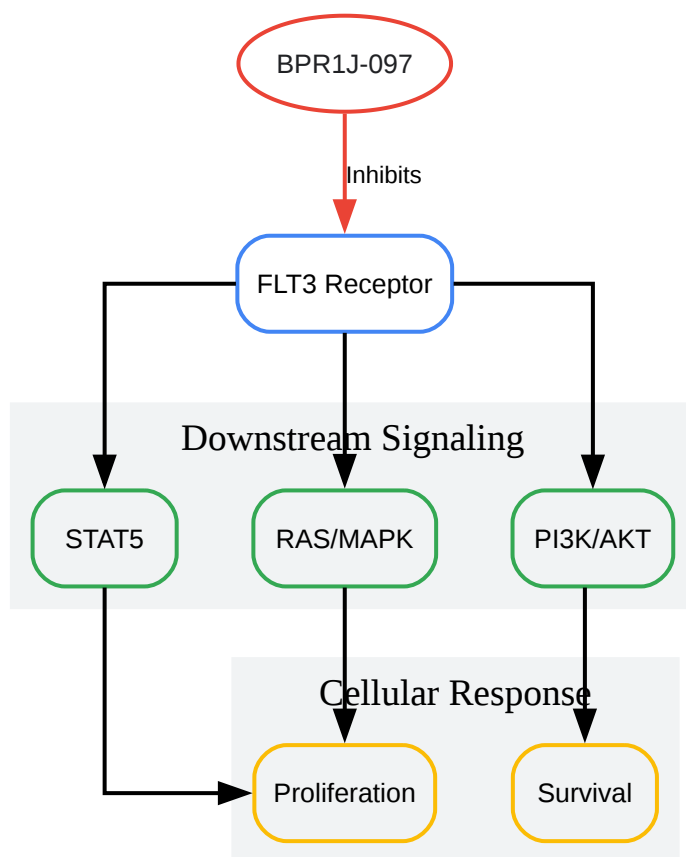 BPR1J-097
Inhibits
FLT3 Receptor
Downstream Signaling
STAT5
RAS/MAPK
PI3K/AKT
Cellular Response
Proliferation
Survival